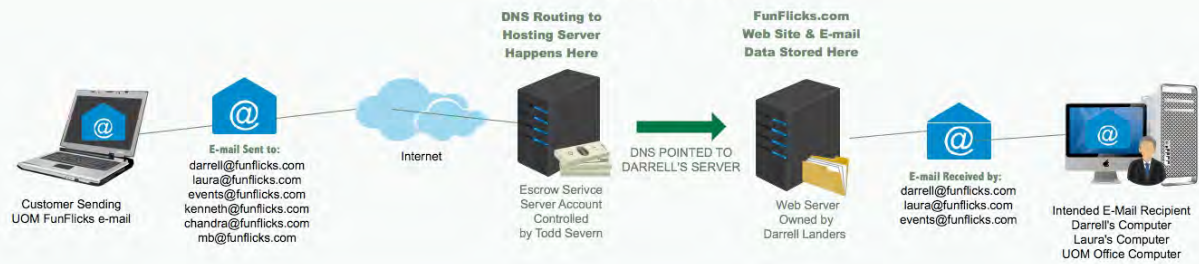 @
Customer Sending
UOM FunFlicks e-mail
@
E-mail Sent to:
darrell@funflicks.com
laura@funflicks.com
events@funflicks.com
kenneth@funflicks.com
chandra@funflicks.com
mb@funflicks.com
Internet
DNS Routing to
Hosting Server
Happens Here
Escrow Serivce
Server Account
Controlled
by Todd Severn
DNS POINTED TO
DARRELL'S SERVER
FunFlicks.com
Web Site & E-mail
Data Stored Here
Web Server
Owned by
Darrell Landers
@
E-mail Received by:
darrell@funflicks.com
laura@funflicks.com
events@funflicks.com
@
Intended E-Mail Recipient
Darrell's Computer
Laura's Computer
UOM Office Computer